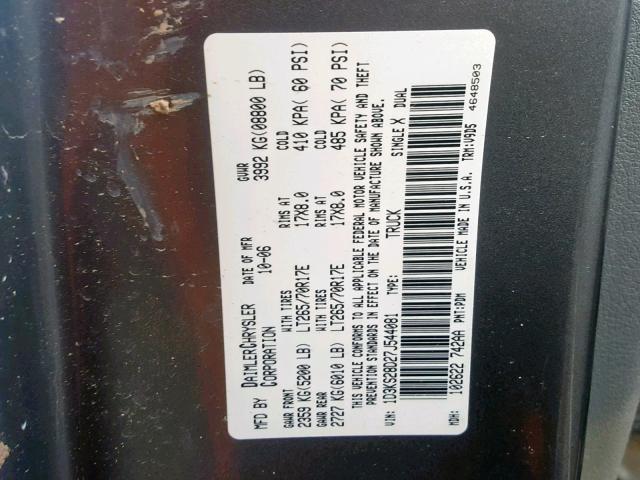 MFD BY DAIMLERCHRYSLER CORPORATION DATE OF MFR 10-06 GVWR 3992 KG(08800 LB)
GAWR FRONT WITH TIRES RIMS AT COLD
2359 KG(5200 LB) LT265/70R17E 17X8.0 410 KPA( 60 PSI)
GAWR REAR WITH TIRES RIMS AT COLD
2727 KG(6010 LB) LT265/70R17E 17X8.0 485 KPA( 70 PSI)
THIS VEHICLE CONFORMS TO ALL APPLICABLE FEDERAL MOTOR VEHICLE SAFETY AND THEFT
PREVENTION STANDARDS IN EFFECT ON THE DATE OF MANUFACTURE SHOWN ABOVE.
VIN: 1D3KS28D27J544081 TYPE: TRUCK SINGLE X DUAL
MDH: 102622 742AA PNT:PDM VEHICLE MADE IN U.S.A. TRM:V9D5
4648503